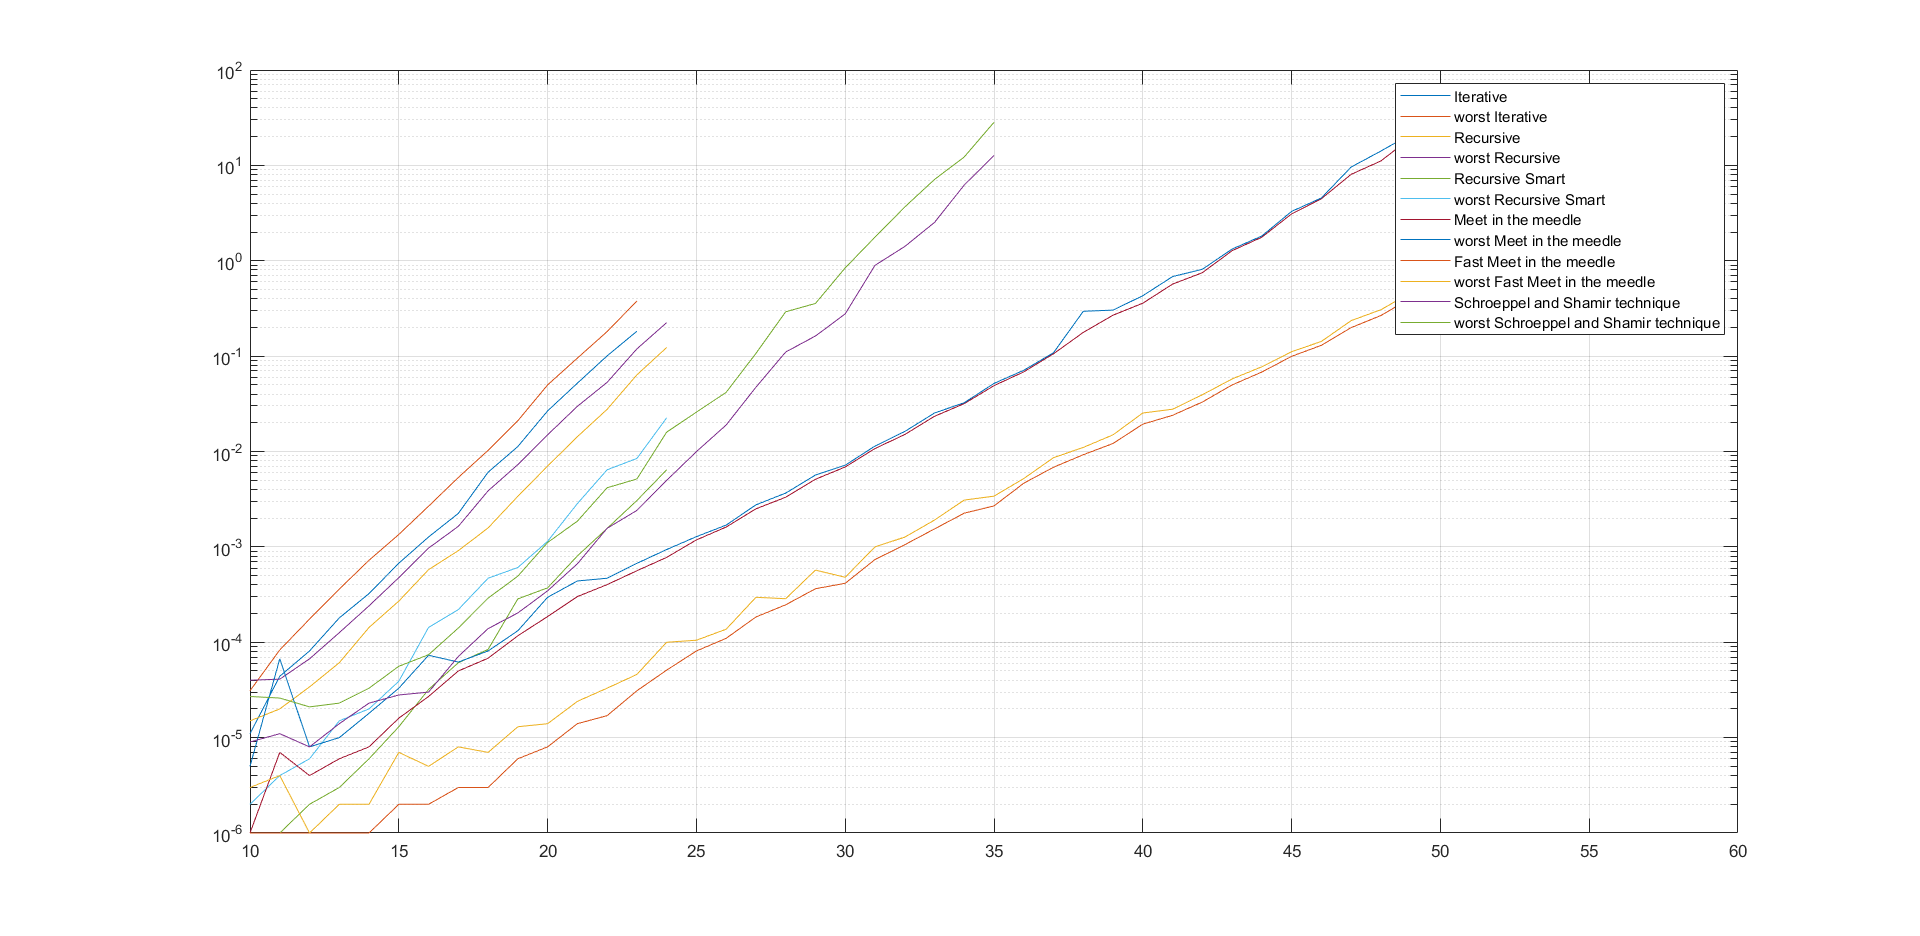 10^2
10^1
10^0
10^-1
10^-2
10^-3
10^-4
10^-5
10^-6
10 15 20 25 30 35 40 45 50 55 60
Iterative
worst Iterative
Recursive
worst Recursive
Recursive Smart
worst Recursive Smart
Meet in the meedle
worst Meet in the meedle
Fast Meet in the meedle
worst Fast Meet in the meedle
Schroeppel and Shamir technique
worst Schroeppel and Shamir technique